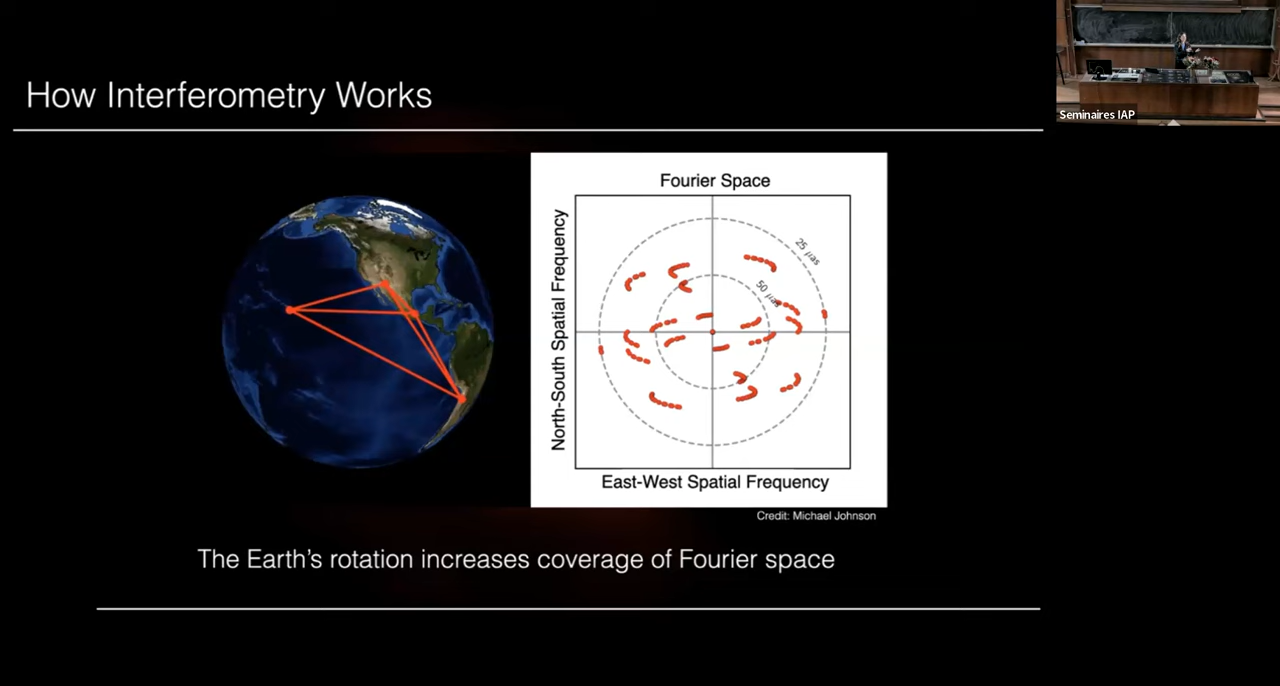 How Interferometry Works
Seminaires IAP
Fourier Space
North-South Spatial Frequency
25 µas
50 µas
East-West Spatial Frequency
Credit: Michael Johnson
The Earth's rotation increases coverage of Fourier space